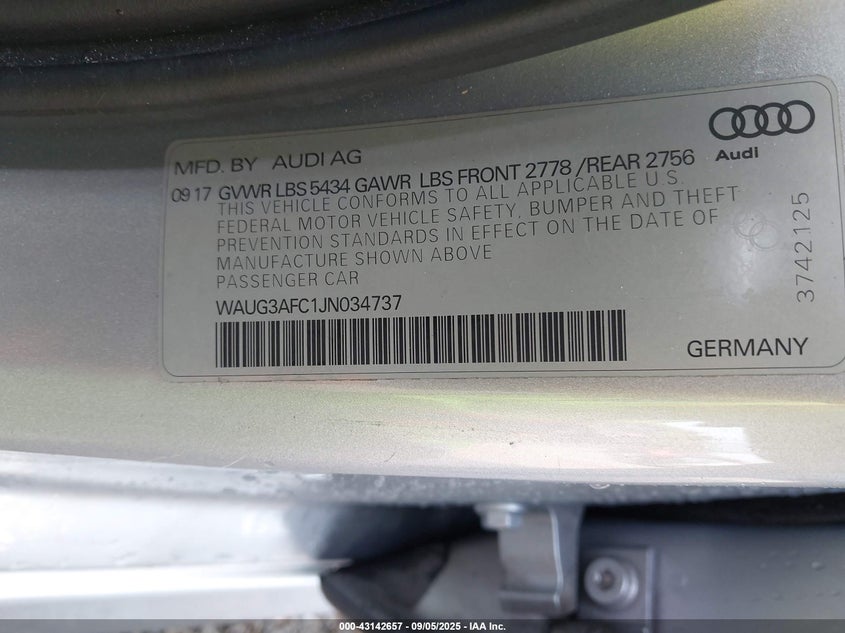 Audi
MFD. BY AUDI AG
09 17 GVWR LBS 5434 GAWR LBS FRONT 2778 /REAR 2756
THIS VEHICLE CONFORMS TO ALL APPLICABLE U.S.
FEDERAL MOTOR VEHICLE SAFETY, BUMPER AND THEFT
PREVENTION STANDARDS IN EFFECT ON THE DATE OF
MANUFACTURE SHOWN ABOVE
PASSENGER CAR
WAUG3AFC1JN034737
3742125
GERMANY
000-43142657 - 09/05/2025 - IAA Inc.